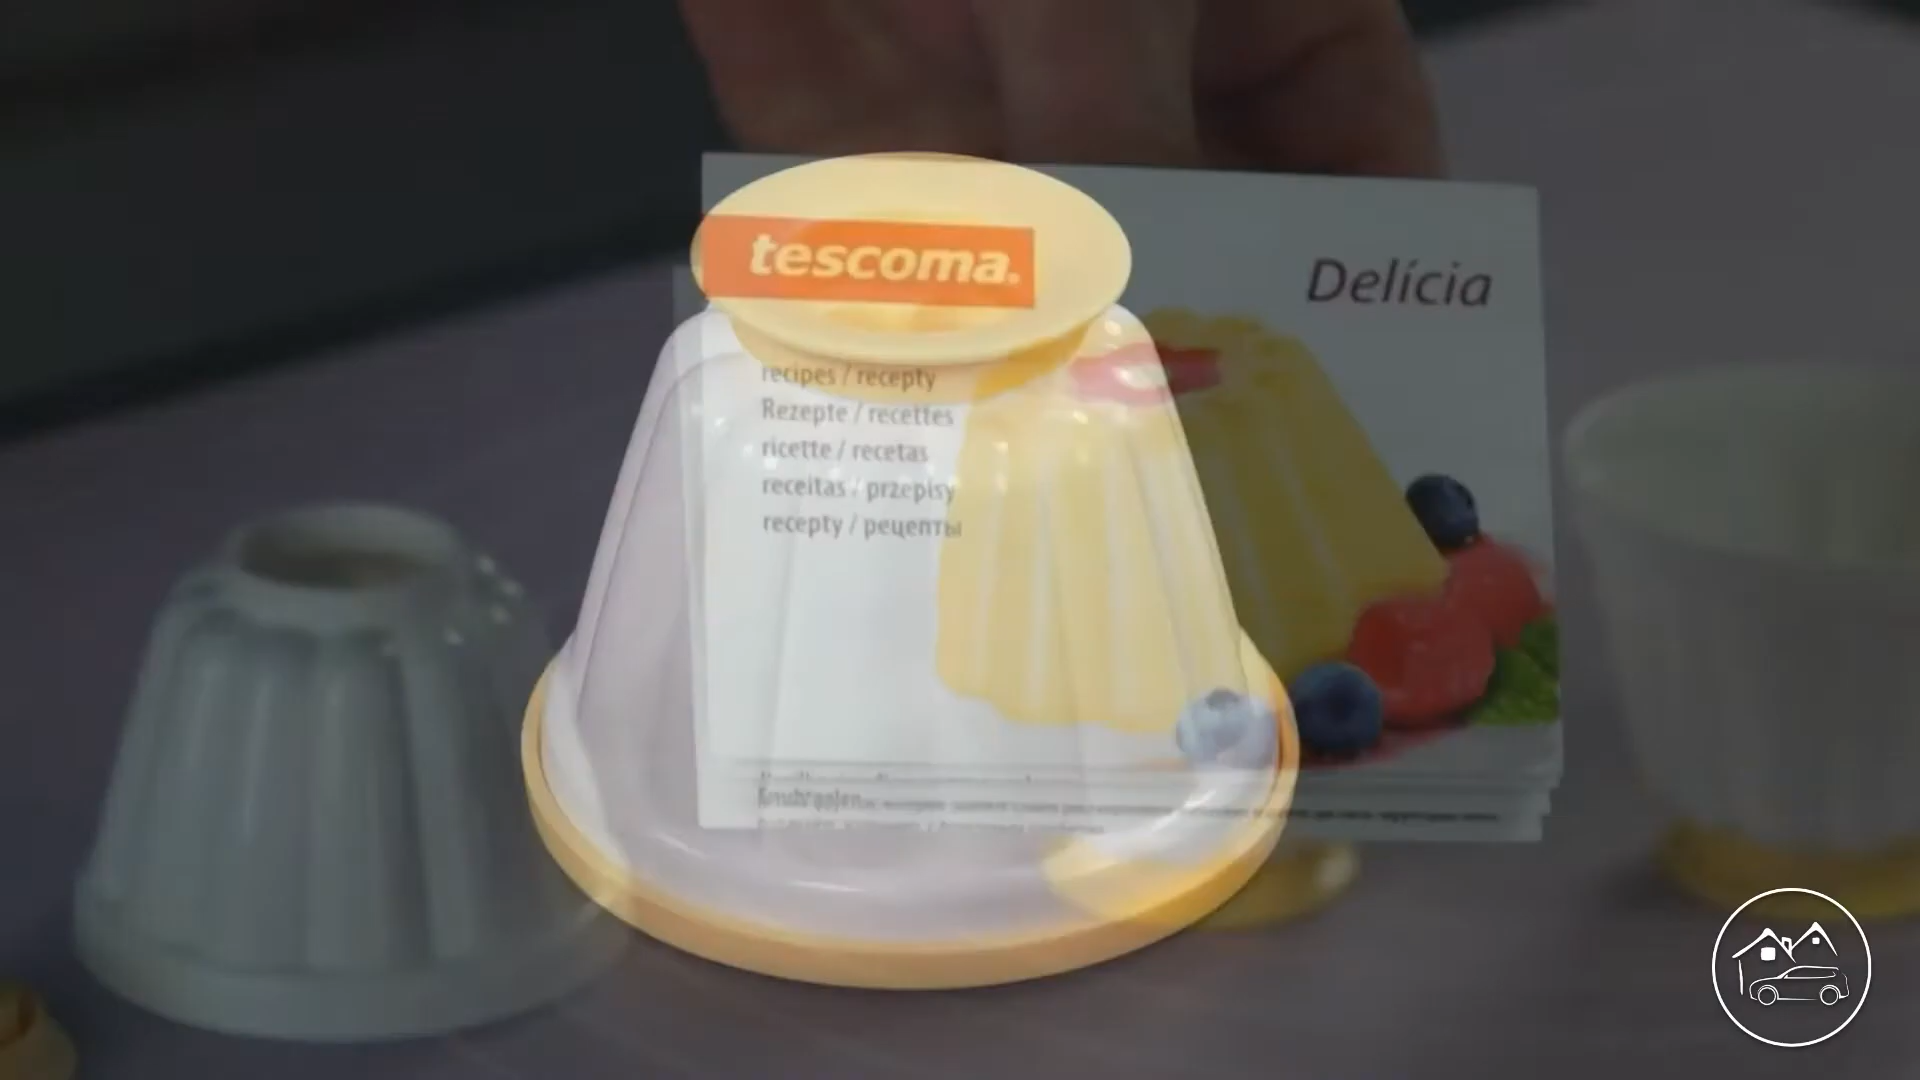 tescoma.
Delícia
recipes / recepty
Rezepte / recettes
ricette / recetas
receitas / przepisy
recepty / рецепты